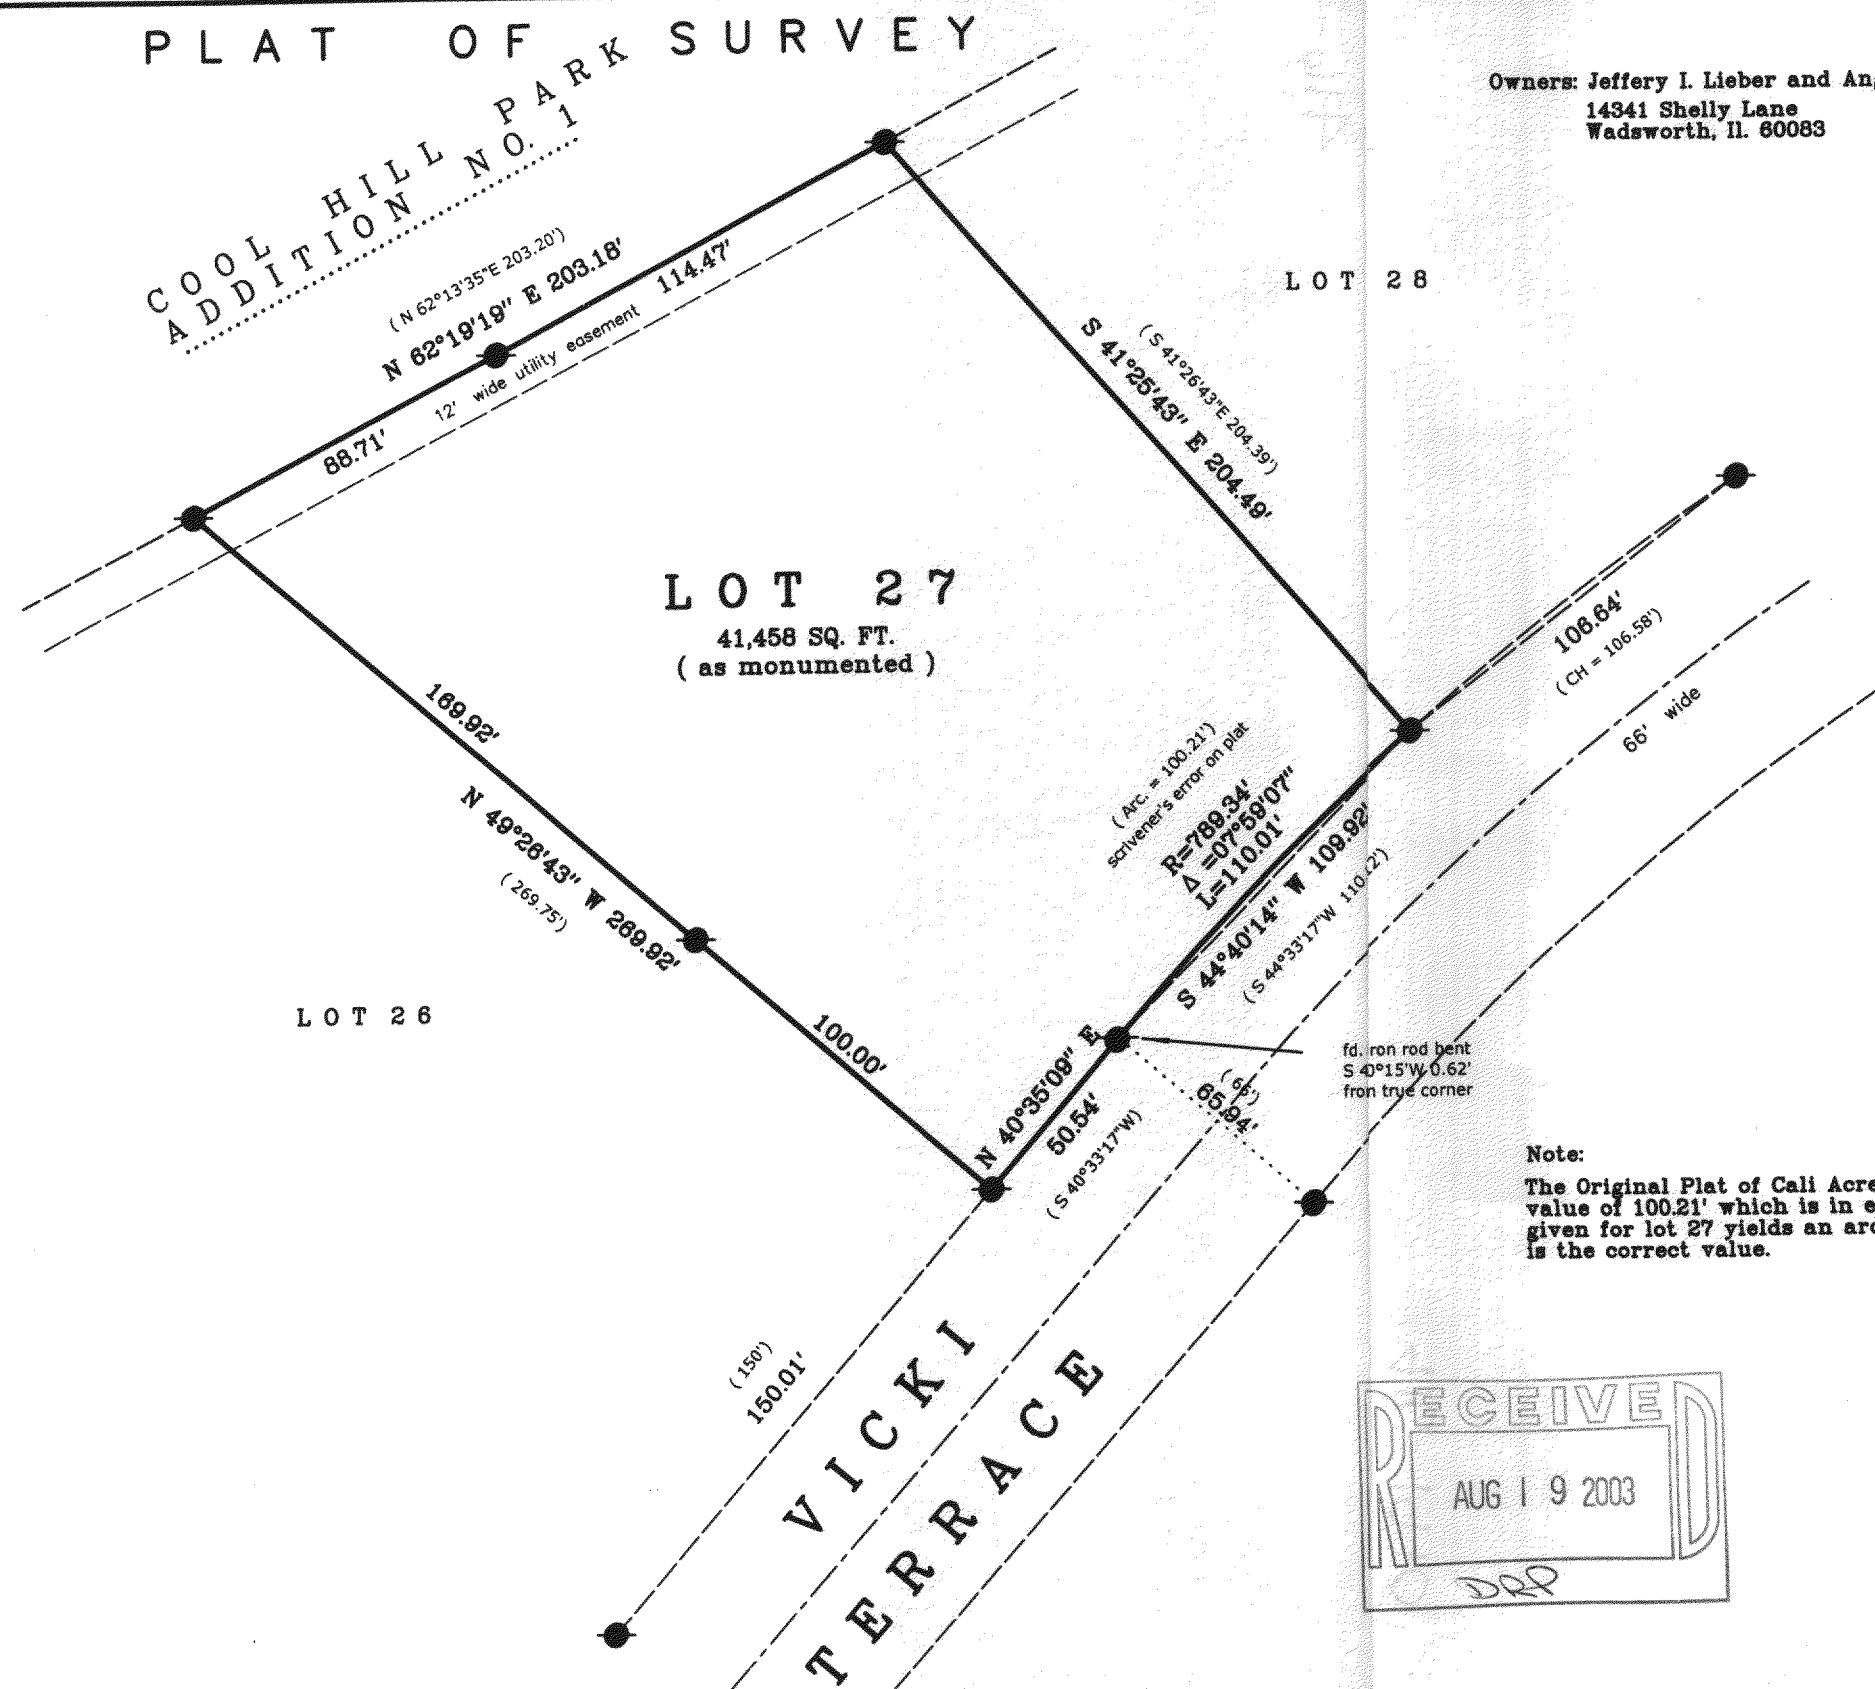 PLAT OF SURVEY
COOL HILL PARK
ADDITION NO. 1
Owners: Jeffery I. Lieber and
14341 Shelly Lane
Wadsworth, Il. 60083
( N 62°13'35"E 203.20')
N 62°19'19" E 203.18'
114.47'
12' wide utility easement
88.71'
LOT 28
( S 41°26'43"E 204.39')
S 41°25'43" E 204.49'
LOT 27
41,458 SQ. FT.
( as monumented )
106.64'
( CH = 106.58')
66' wide
169.92'
N 49°26'43" W 269.92'
( 269.75')
100.00'
LOT 26
( Arc. = 100.21')
scrivener's error on plat
R=789.34'
Δ =07°59'07"
L=110.01'
S 44°40'14" W 109.92'
( S 44°33'17"W
N 40°35'09" E
50.54'
( S 40°33'17"W)
( 66')
65.94'
fd. ron rod bent
S 40°15'W 0.62'
fron true corner
Note:
The Original Plat of Cali
value of 100.21' which is in
given for lot 27 yields an
is the correct value.
( 150')
150.01'
VICKI
TERRACE
RECEIVED
AUG 19 2003
DRP